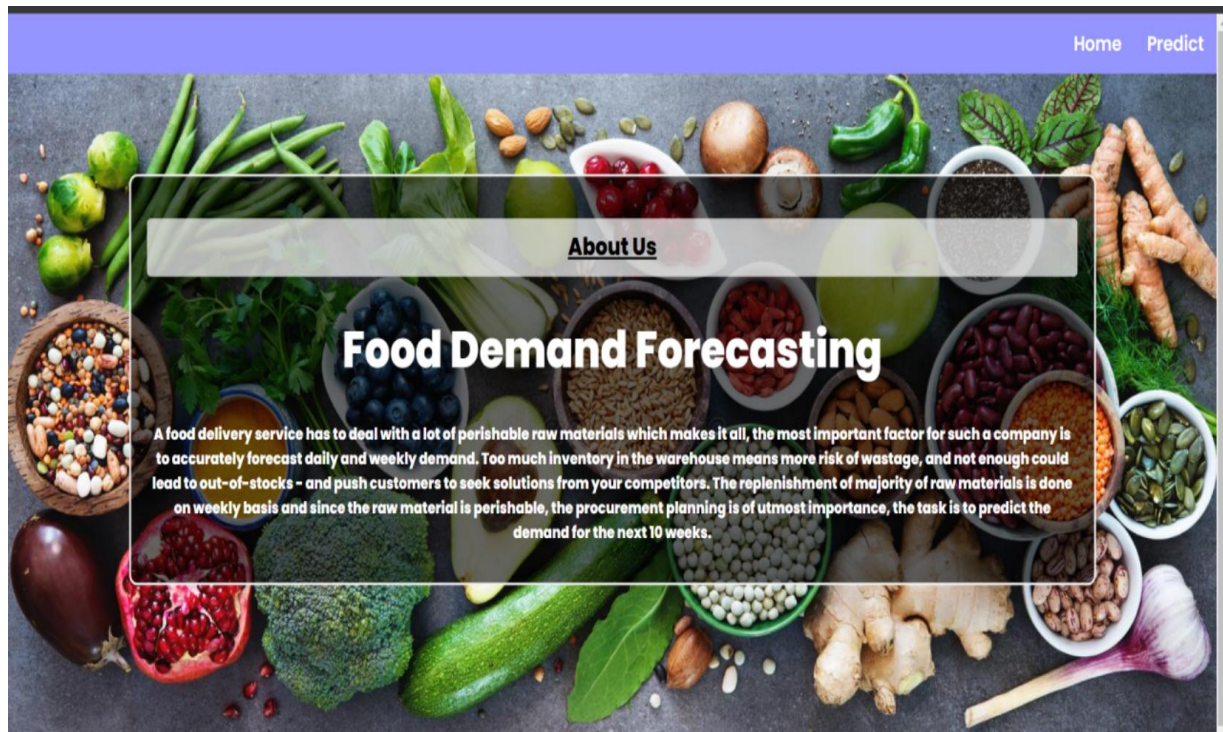 Home Predict
About Us
Food Demand Forecasting
A food delivery service has to deal with a lot of perishable raw materials which makes it all, the most important factor for such a company is
to accurately forecast daily and weekly demand. Too much inventory in the warehouse means more risk of wastage, and not enough could
lead to out-of-stocks - and push customers to seek solutions from your competitors. The replenishment of majority of raw materials is done
on weekly basis and since the raw material is perishable, the procurement planning is of utmost importance, the task is to predict the
demand for the next 10 weeks.